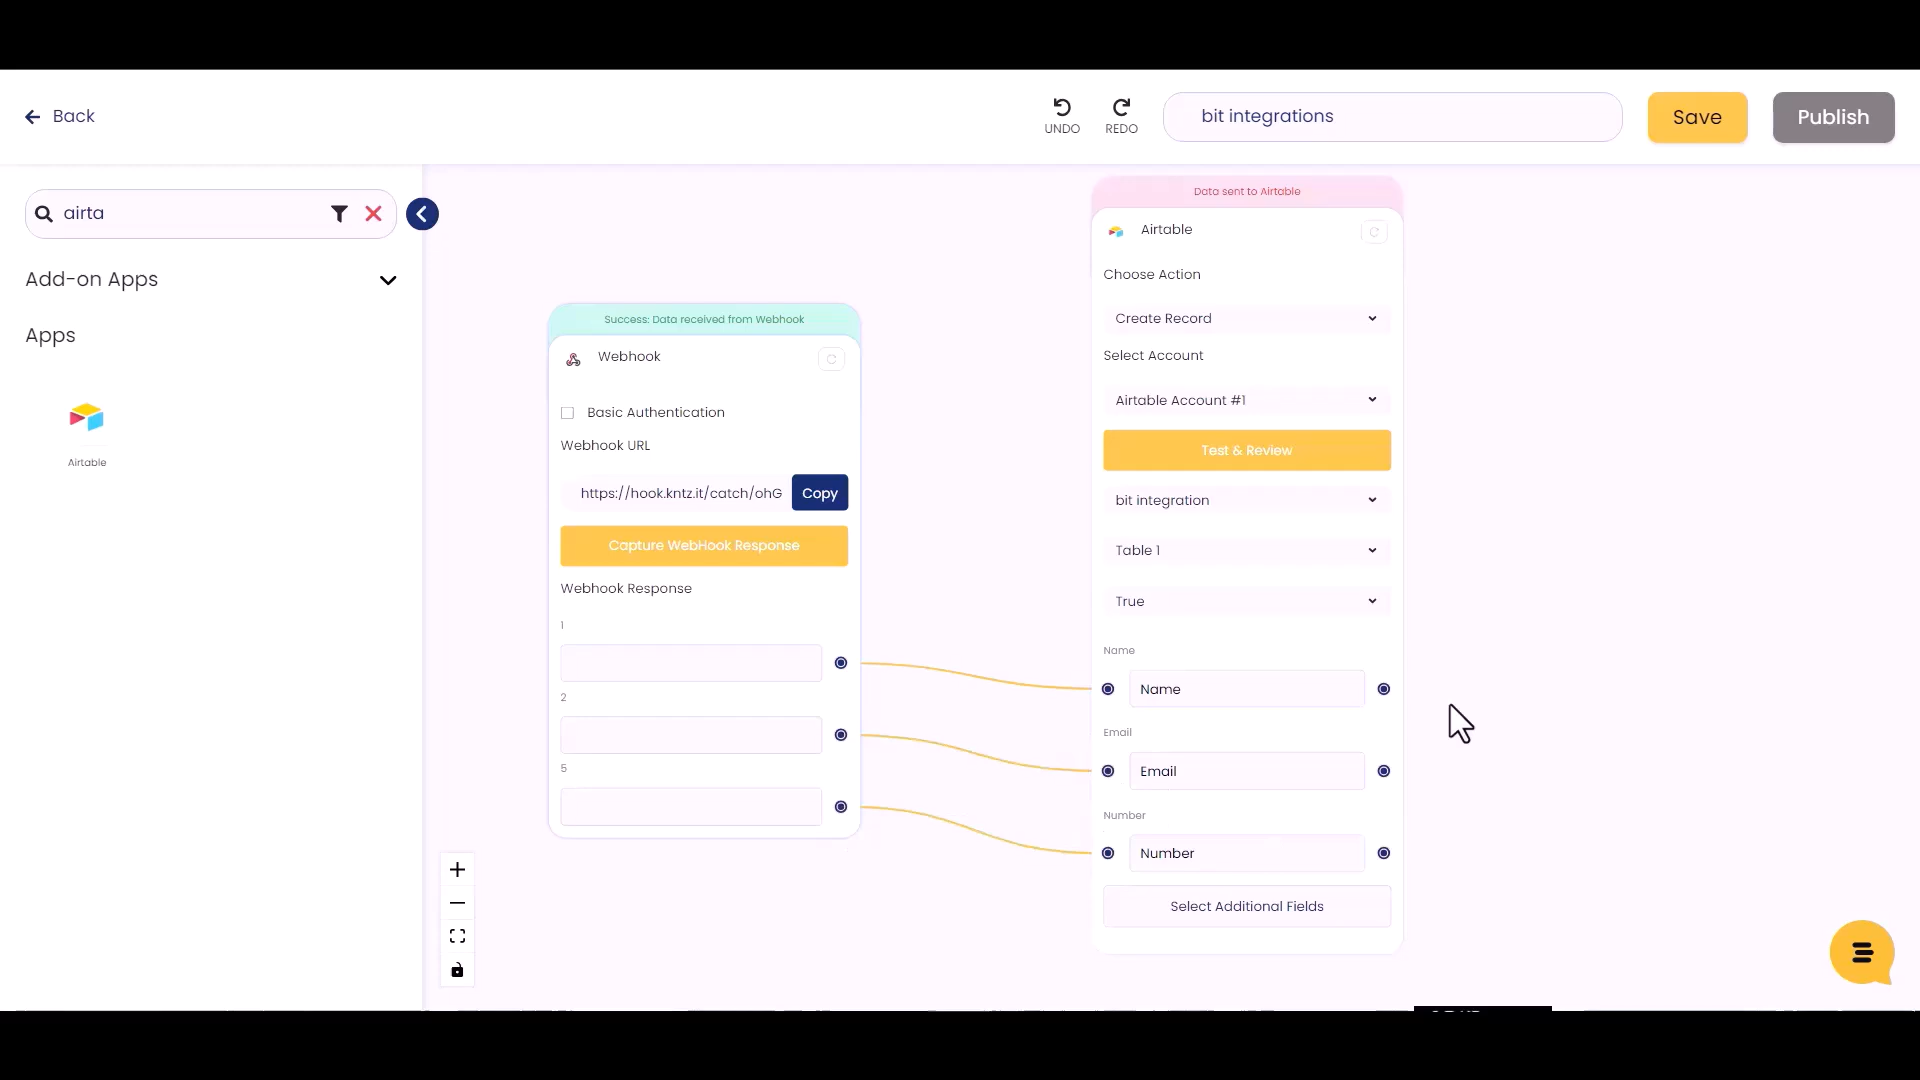 Back
UNDO
REDO
bit integrations
Save
Publish
airta
Add-on Apps
Apps
Airtable
Success: Data received from Webhook
Webhook
Basic Authentication
Webhook URL
https://hook.kntz.it/catch/ohG
Copy
Capture WebHook Response
Webhook Response
1
2
5
Data sent to Airtable
Airtable
Choose Action
Create Record
Select Account
Airtable Account #1
Test & Review
bit integration
Table 1
True
Name
Name
Email
Email
Number
Number
Select Additional Fields